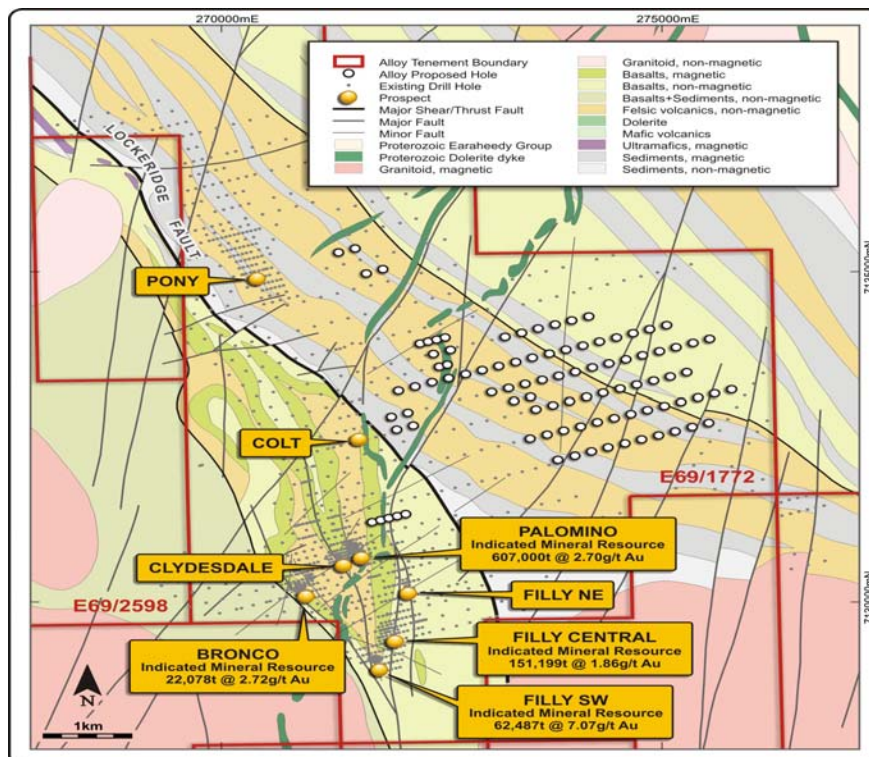 270000mE
275000mE
Alloy Tenement Boundary
Alloy Proposed Hole
Existing Drill Hole
Prospect
Major Shear/Thrust Fault
Major Fault
Minor Fault
Proterozoic Earaheedy Group
Proterozoic Dolerite dyke
Granitoid, magnetic
Granitoid, non-magnetic
Basalts, magnetic
Basalts, non-magnetic
Basalts+Sediments, non-magnetic
Felsic volcanics, non-magnetic
Dolerite
Mafic volcanics
Ultramafics, magnetic
Sediments, magnetic
Sediments, non-magnetic
LOCKERIDGE FAULT
PONY
7125000mN
COLT
E69/1772
PALOMINO
Indicated Mineral Resource
607,000t @ 2.70g/t Au
CLYDESDALE
FILLY NE
E69/2598
7120000mN
BRONCO
Indicated Mineral Resource
22,078t @ 2.72g/t Au
FILLY CENTRAL
Indicated Mineral Resource
151,199t @ 1.86g/t Au
FILLY SW
Indicated Mineral Resource
62,487t @ 7.07g/t Au
N
1km